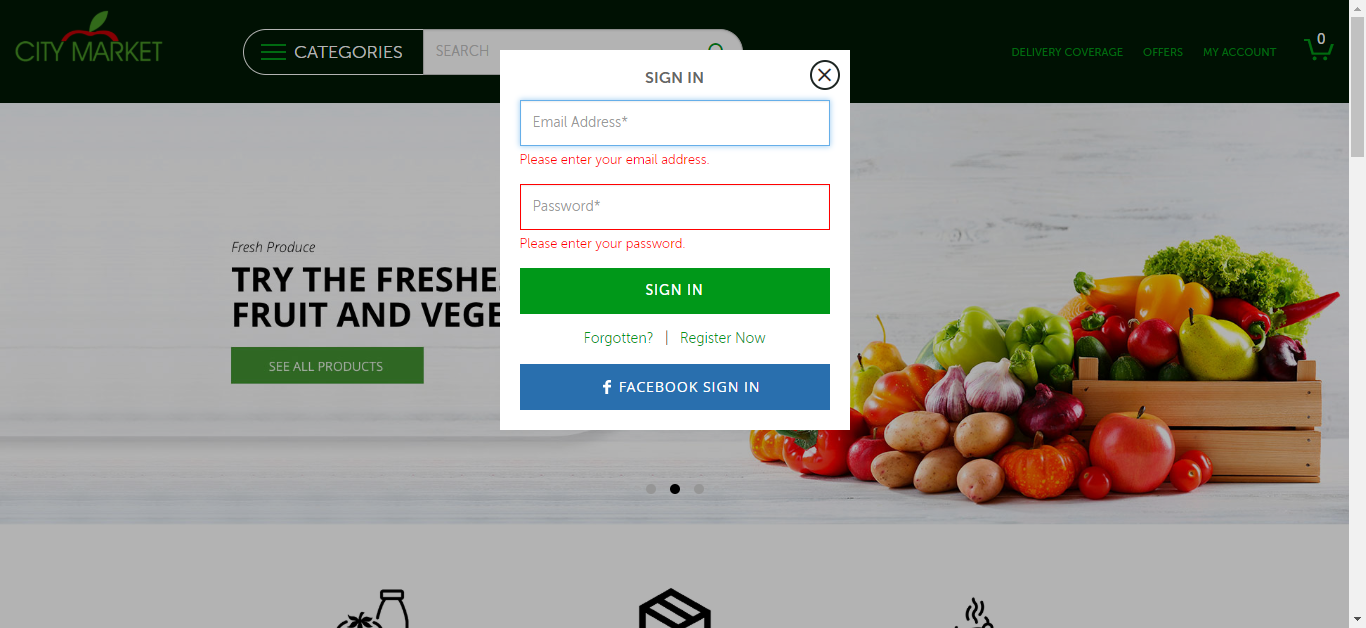 CITY MARKET
CATEGORIES
SEARCH
DELIVERY COVERAGE
OFFERS
MY ACCOUNT
0
SIGN IN
Email Address*
Please enter your email address.
Password*
Please enter your password.
SIGN IN
Forgotten? | Register Now
f FACEBOOK SIGN IN
Fresh Produce
TRY THE FRESHE
FRUIT AND VEGE
SEE ALL PRODUCTS